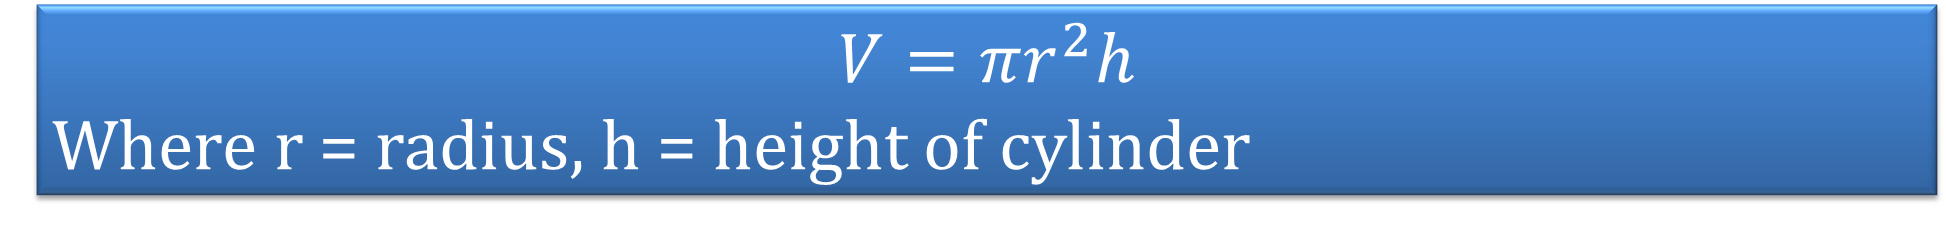 V = πr²h
Where r = radius, h = height of cylinder